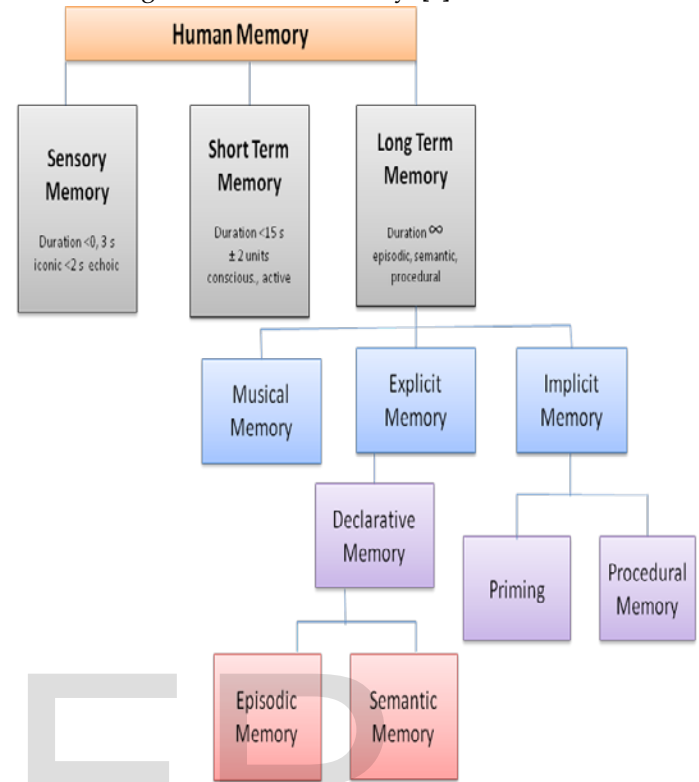 Human Memory
Sensory
Memory
Duration <0, 3 s
iconic <2 s echoic
Short Term
Memory
Duration <15 s
± 2 units
conscious., active
Long Term
Memory
Duration ∞
episodic, semantic,
procedural
Musical
Memory
Explicit
Memory
Implicit
Memory
Declarative
Memory
Priming
Procedural
Memory
Episodic
Memory
Semantic
Memory